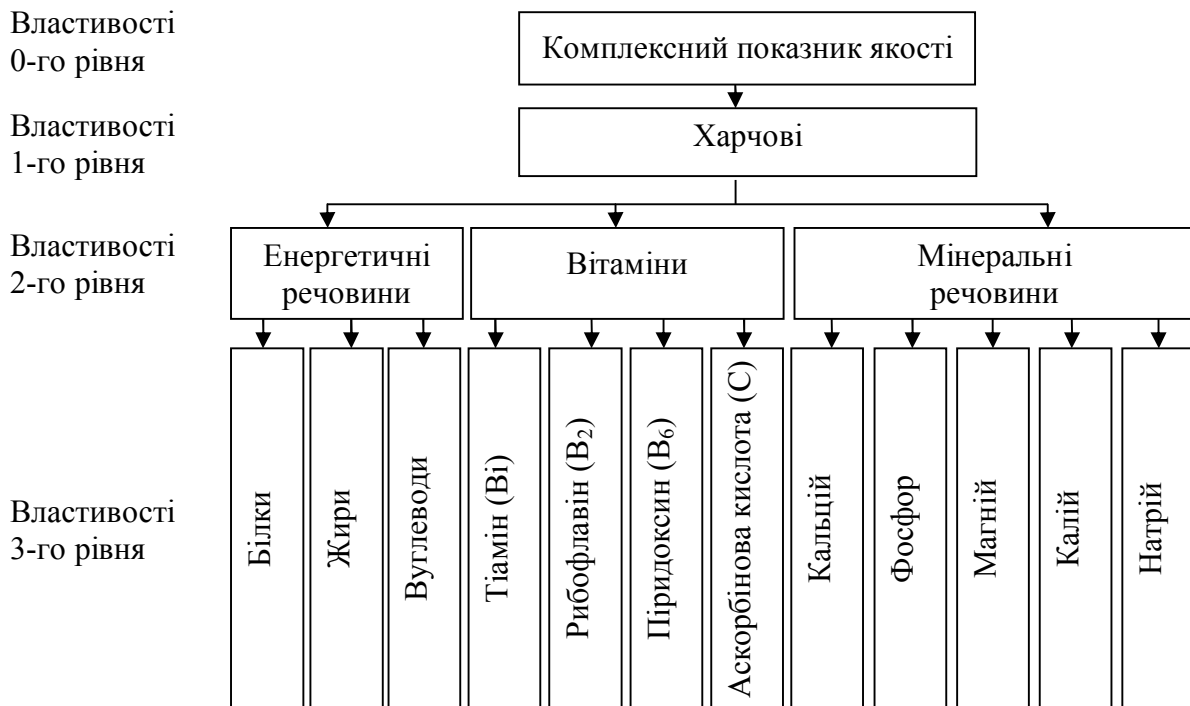 Властивості
0-го рівня
Комплексний показник якості
Властивості
1-го рівня
Харчові
Властивості
2-го рівня
Енергетичні
речовини
Вітаміни
Мінеральні
речовини
Властивості
3-го рівня
Білки
Жири
Вуглеводи
Тіамін (Ві)
Рибофлавін (В₂)
Піридоксин (В₆)
Аскорбінова кислота (С)
Кальцій
Фосфор
Магній
Калій
Натрій